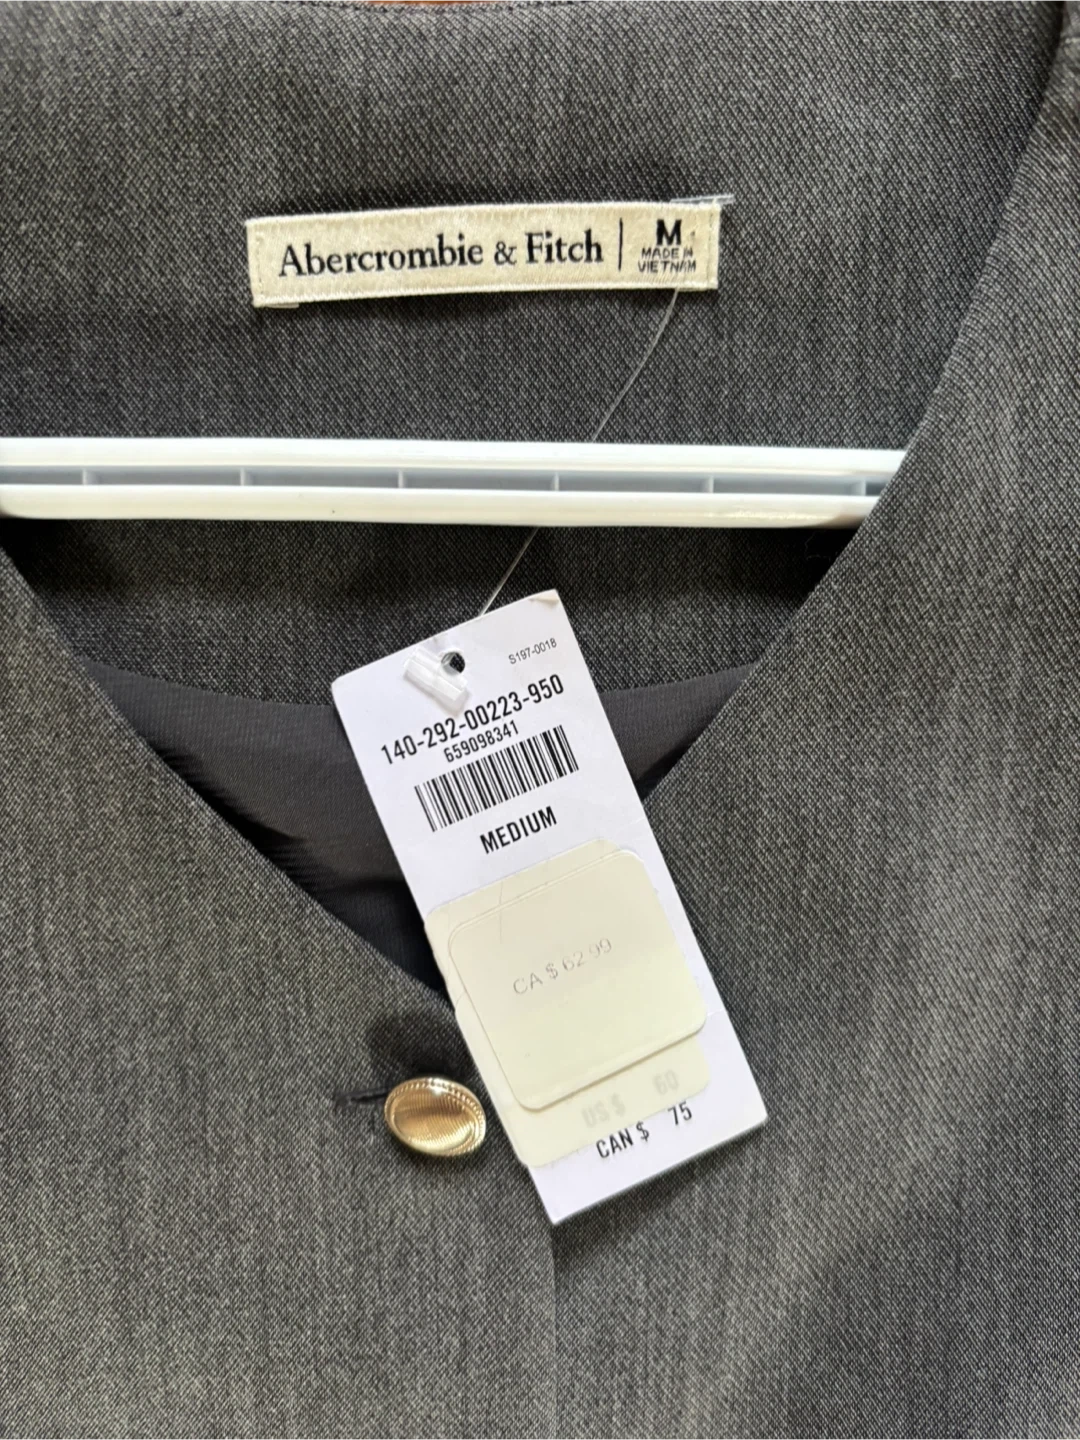 Abercrombie & Fitch
M
MADE IN
VIETNAM
S197-0018
140-292-00223-950
659098341
MEDIUM
CA $ 62.99
US $ 60
CAN $ 75